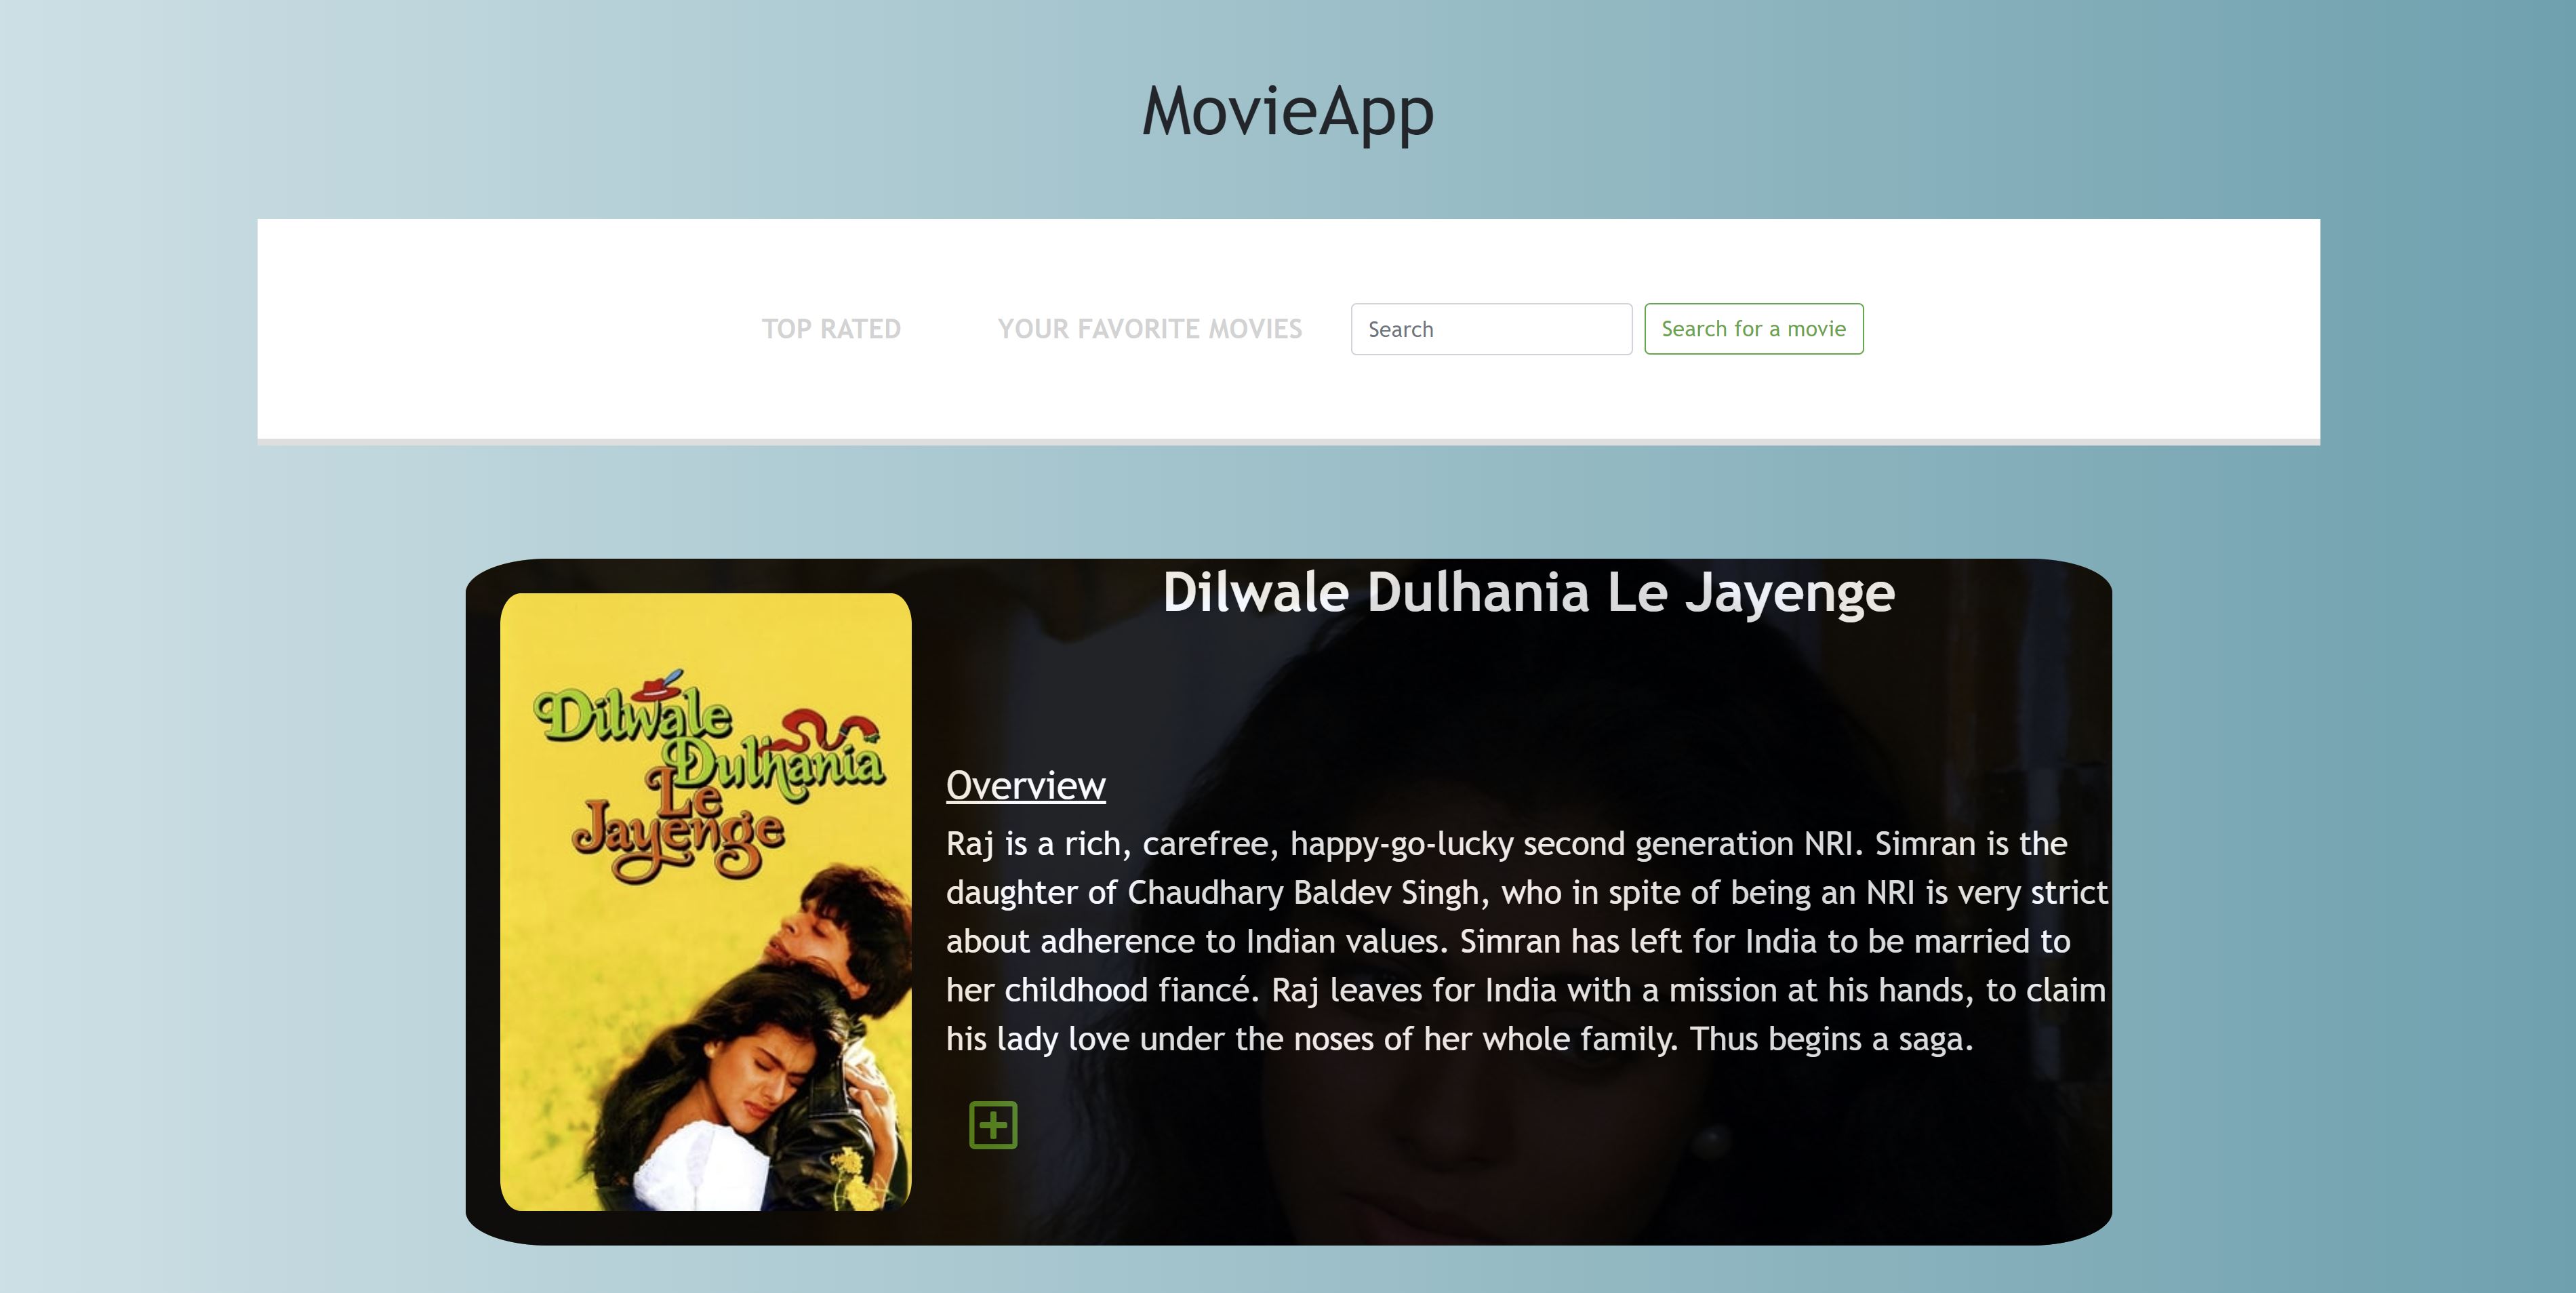 MovieApp
TOP RATED
YOUR FAVORITE MOVIES
Search
Search for a movie
Dilwale Dulhania Le Jayenge
Dilwale
Dulhania
Le
Jayenge
Overview
Raj is a rich, carefree, happy-go-lucky second generation NRI. Simran is the
daughter of Chaudhary Baldev Singh, who in spite of being an NRI is very strict
about adherence to Indian values. Simran has left for India to be married to
her childhood fiancé. Raj leaves for India with a mission at his hands, to claim
his lady love under the noses of her whole family. Thus begins a saga.